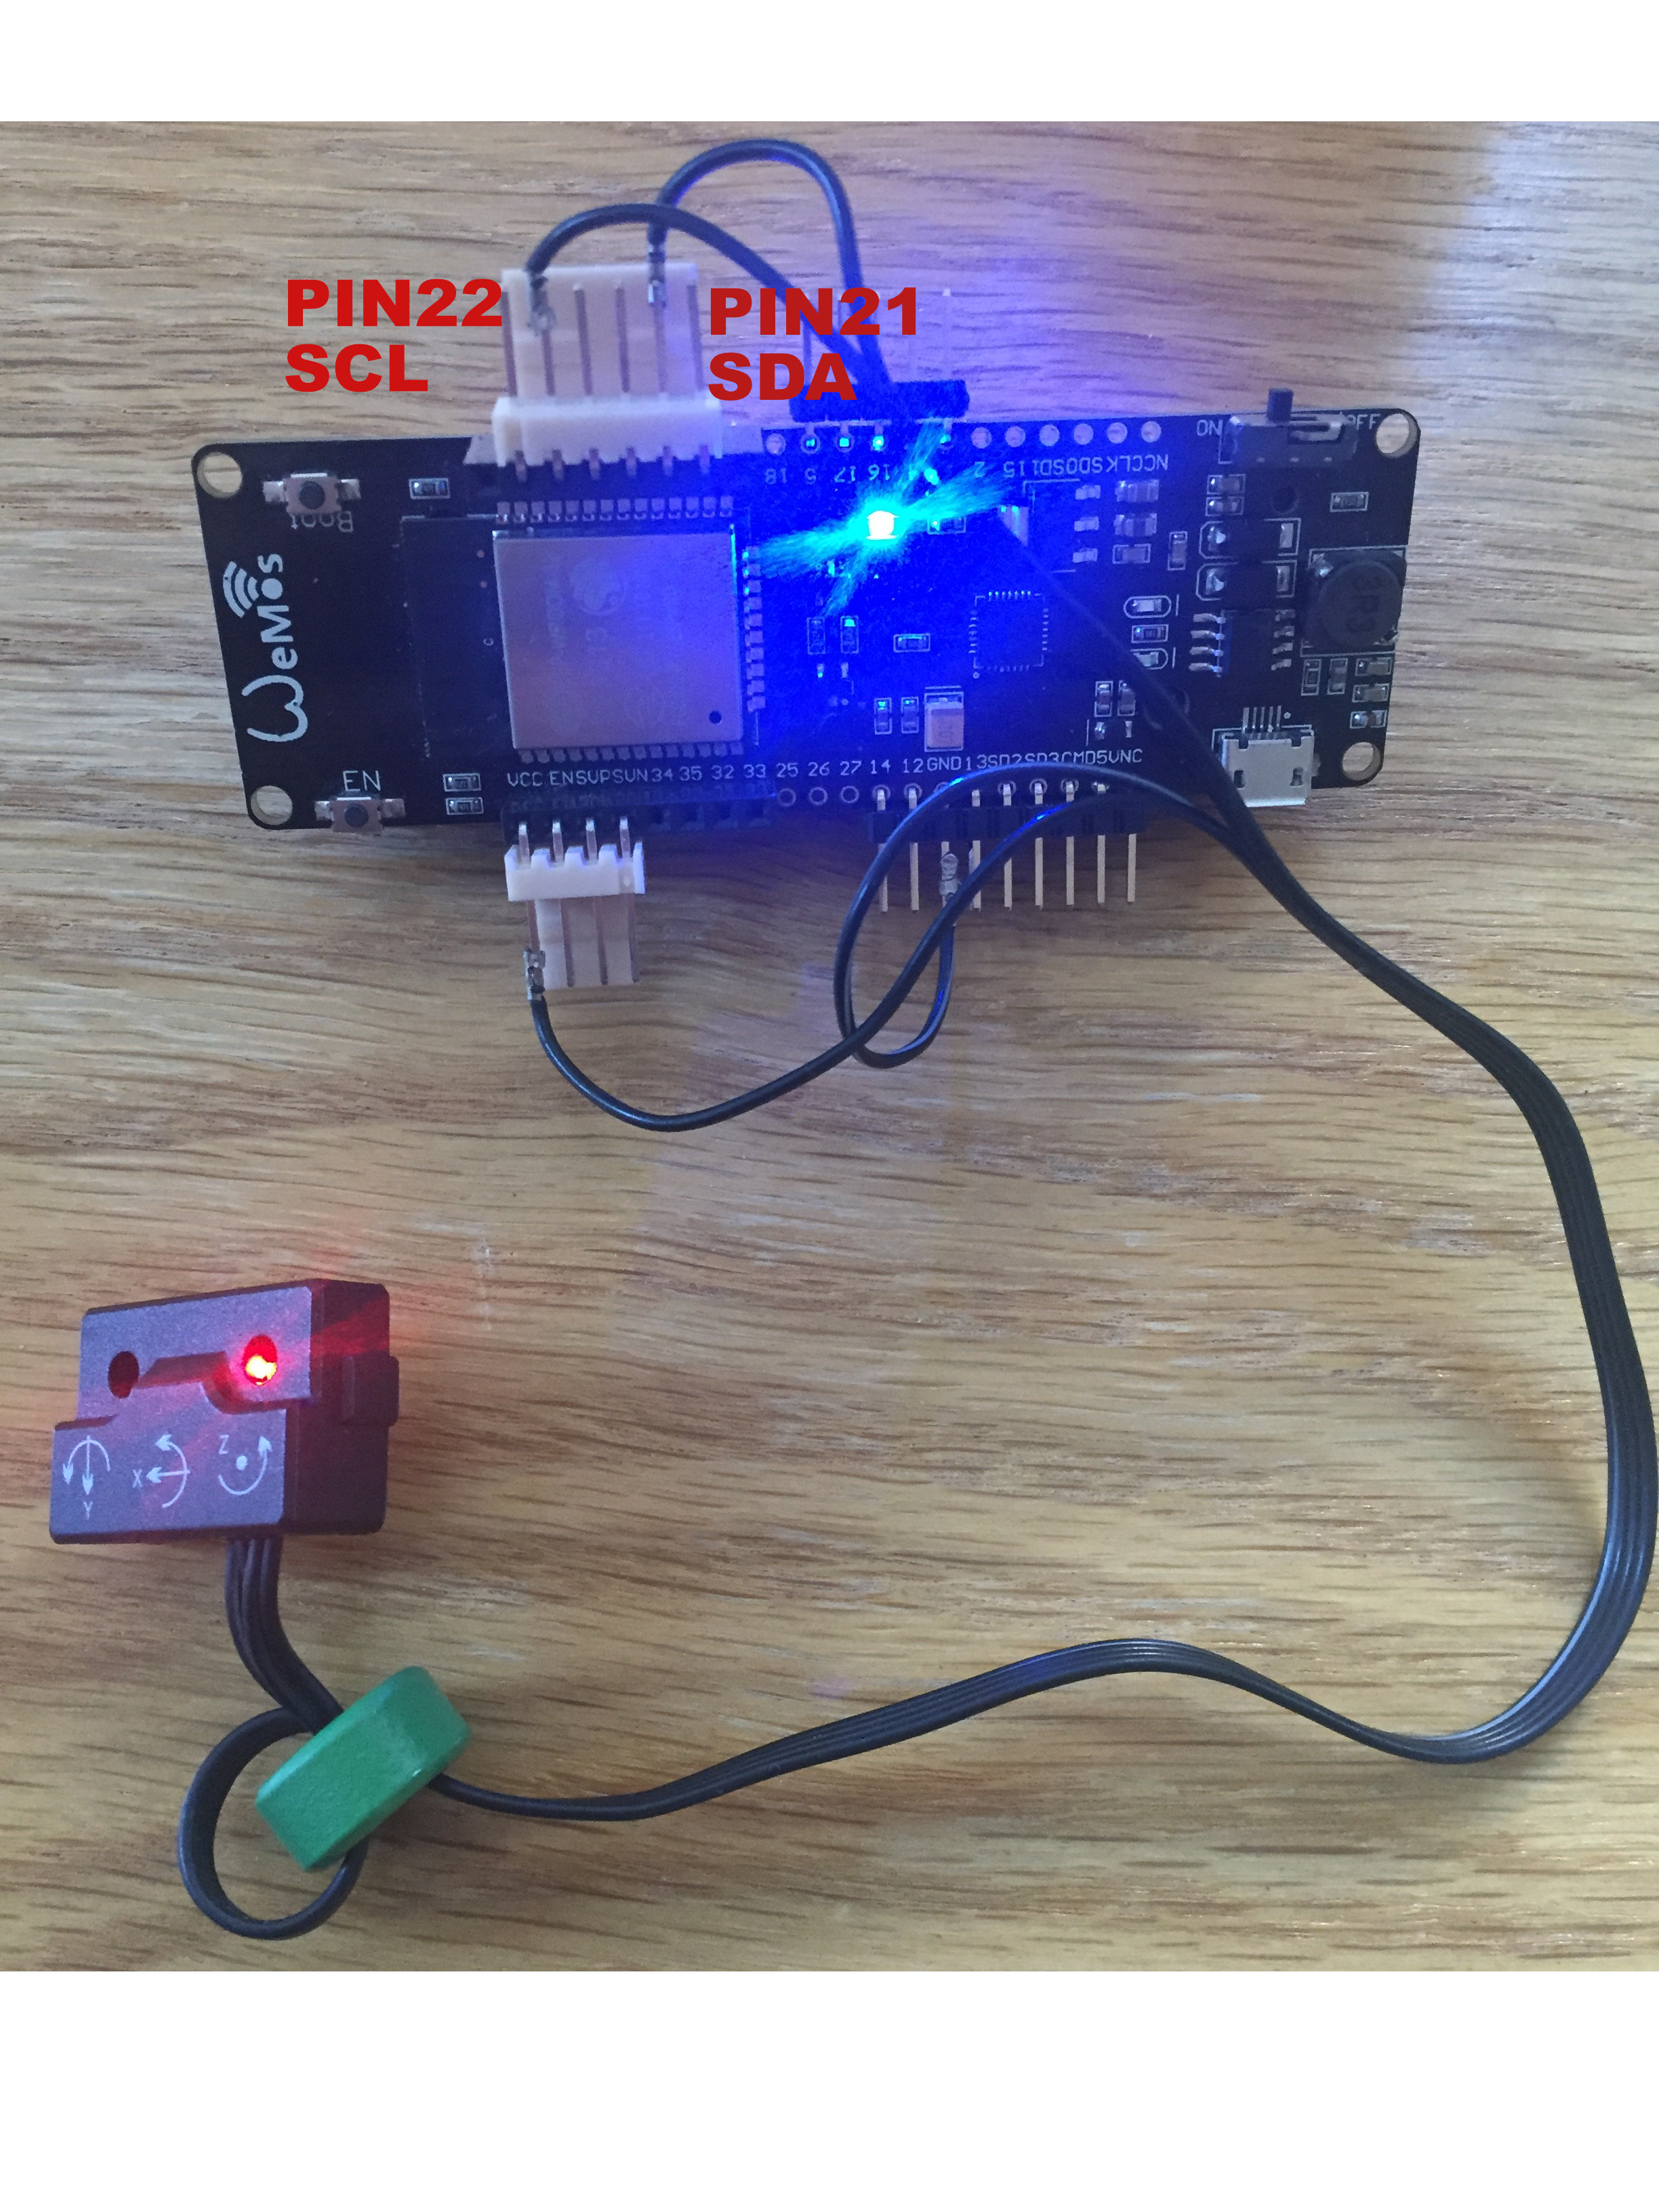 PIN22
SCL
PIN21
SDA
ON
OFF
18 5 17 16 2 15 SD1 SD0 CLK NC
Boot
WeMos
EN
VCC EN SVP SVN 34 35 32 33 25 26 27 14 12 GND 13 SD2 SD3 CMD 5V NC
3R3
Z
X
Y